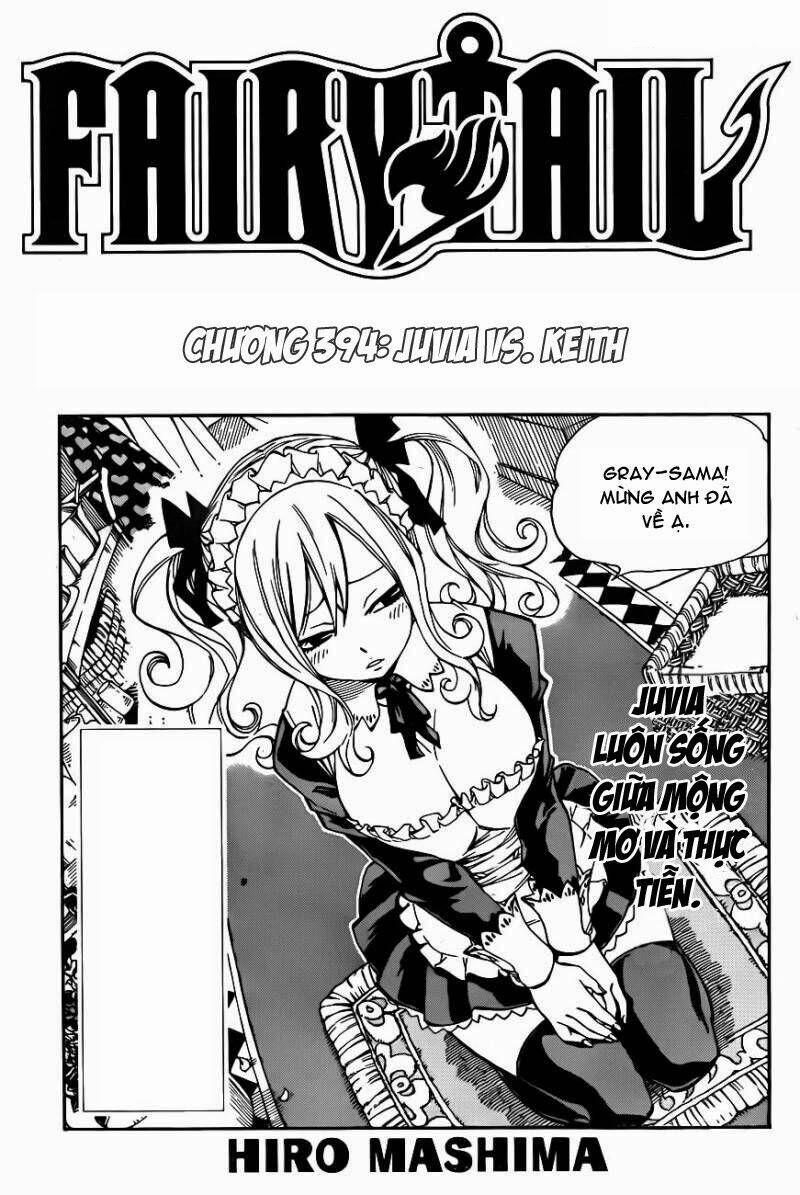 FAIRY TAIL
CHƯƠNG 394: JUVIA VS. KEITH
GRAY-SAMA!
MỪNG ANH ĐÃ
VỀ Ạ.
JUVIA
LUÔN SỐNG
GIỮA MỘNG
MƠ VÀ THỰC
TIỄN.
HIRO MASHIMA